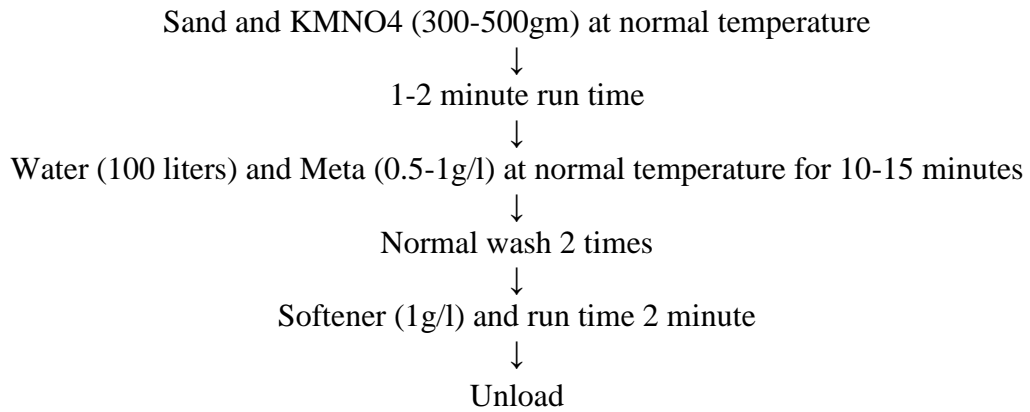 Sand and KMNO4 (300-500gm) at normal temperature
↓
1-2 minute run time
↓
Water (100 liters) and Meta (0.5-1g/l) at normal temperature for 10-15 minutes
↓
Normal wash 2 times
↓
Softener (1g/l) and run time 2 minute
↓
Unload